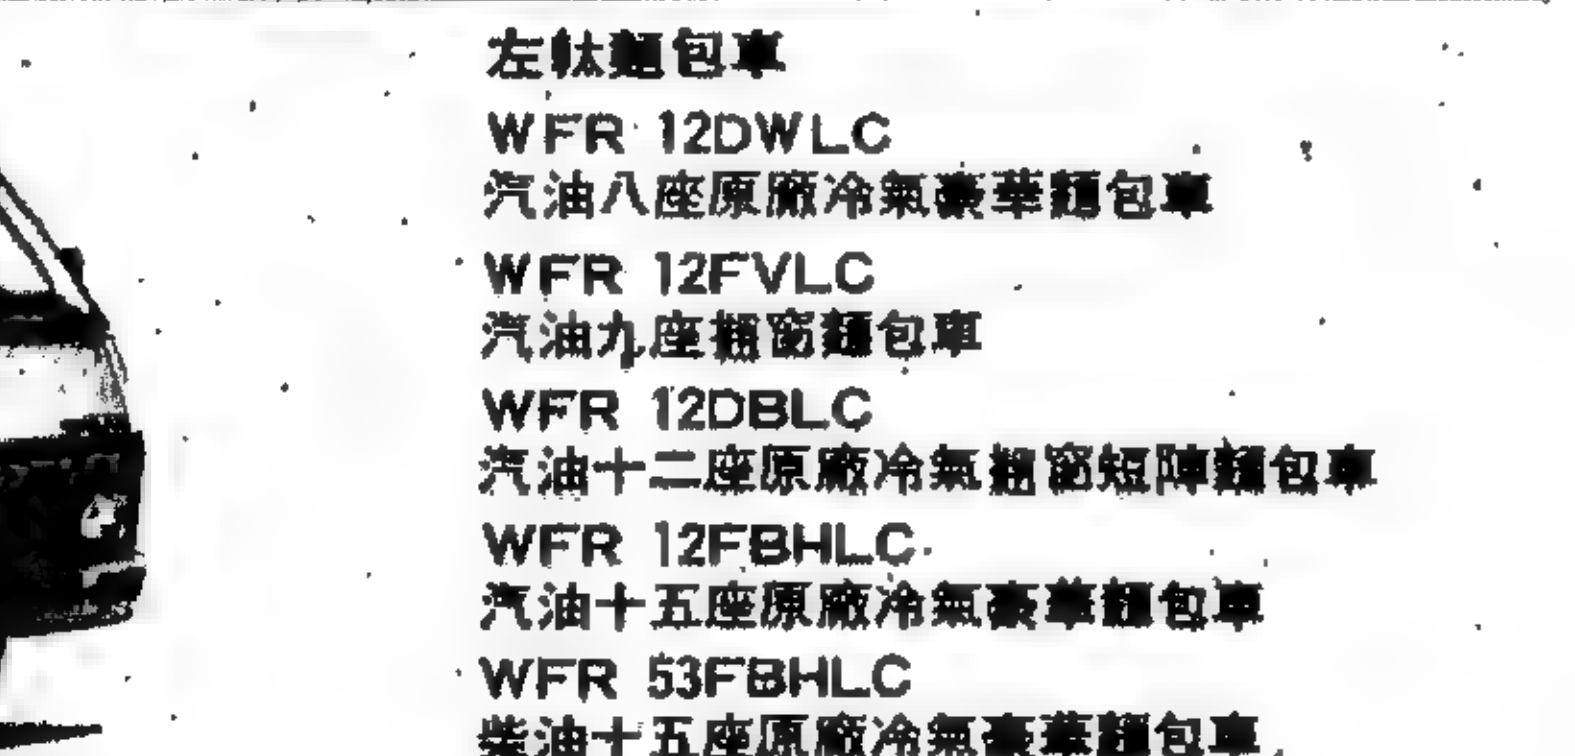 左軚麵包車
WFR 12DWLC
汽油八座原廠冷氣豪華麵包車
WFR 12FVLC
汽油九座摺窗麵包車
WFR 12DBLC
汽油十二座原廠冷氣摺窗短陣麵包車
WFR 12FBHLC
汽油十五座原廠冷氣豪華麵包車
WFR 53FBHLC
柴油十五座原廠冷氣豪華麵包車